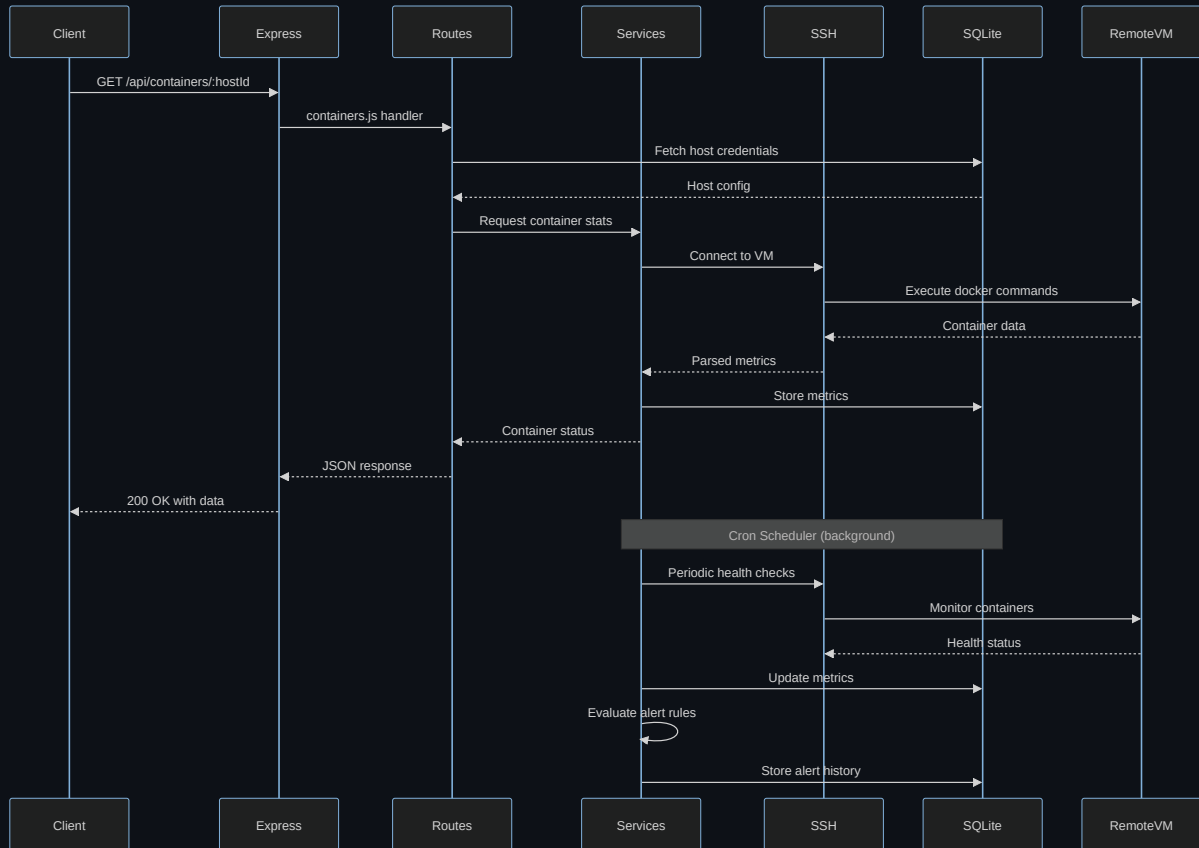 Client
Express
Routes
Services
SSH
SQLite
RemoteVM
GET /api/containers/:hostId
containers.js handler
Fetch host credentials
Host config
Request container stats
Connect to VM
Execute docker commands
Container data
Parsed metrics
Store metrics
Container status
JSON response
200 OK with data
Cron Scheduler (background)
Periodic health checks
Monitor containers
Health status
Update metrics
Evaluate alert rules
Store alert history
Client
Express
Routes
Services
SSH
SQLite
RemoteVM